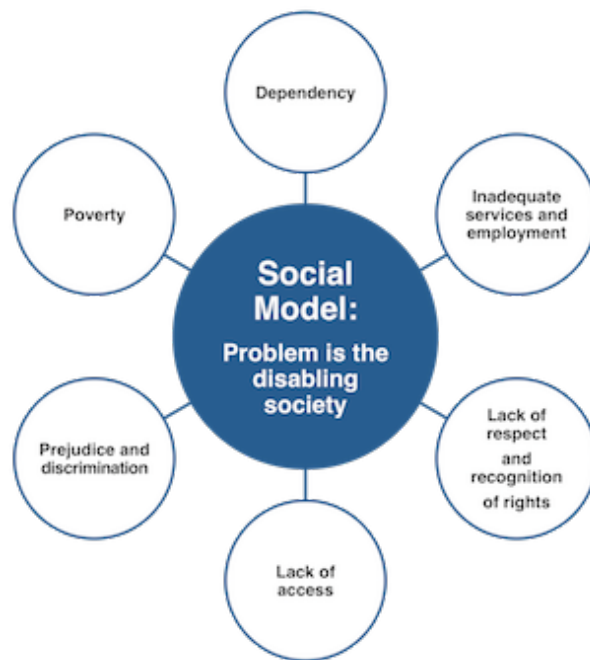 Dependency
Poverty
Inadequate
services and
employment
Social
Model:
Problem is the
disabling
society
Prejudice and
discrimination
Lack of
respect
and
recognition
of rights
Lack of
access